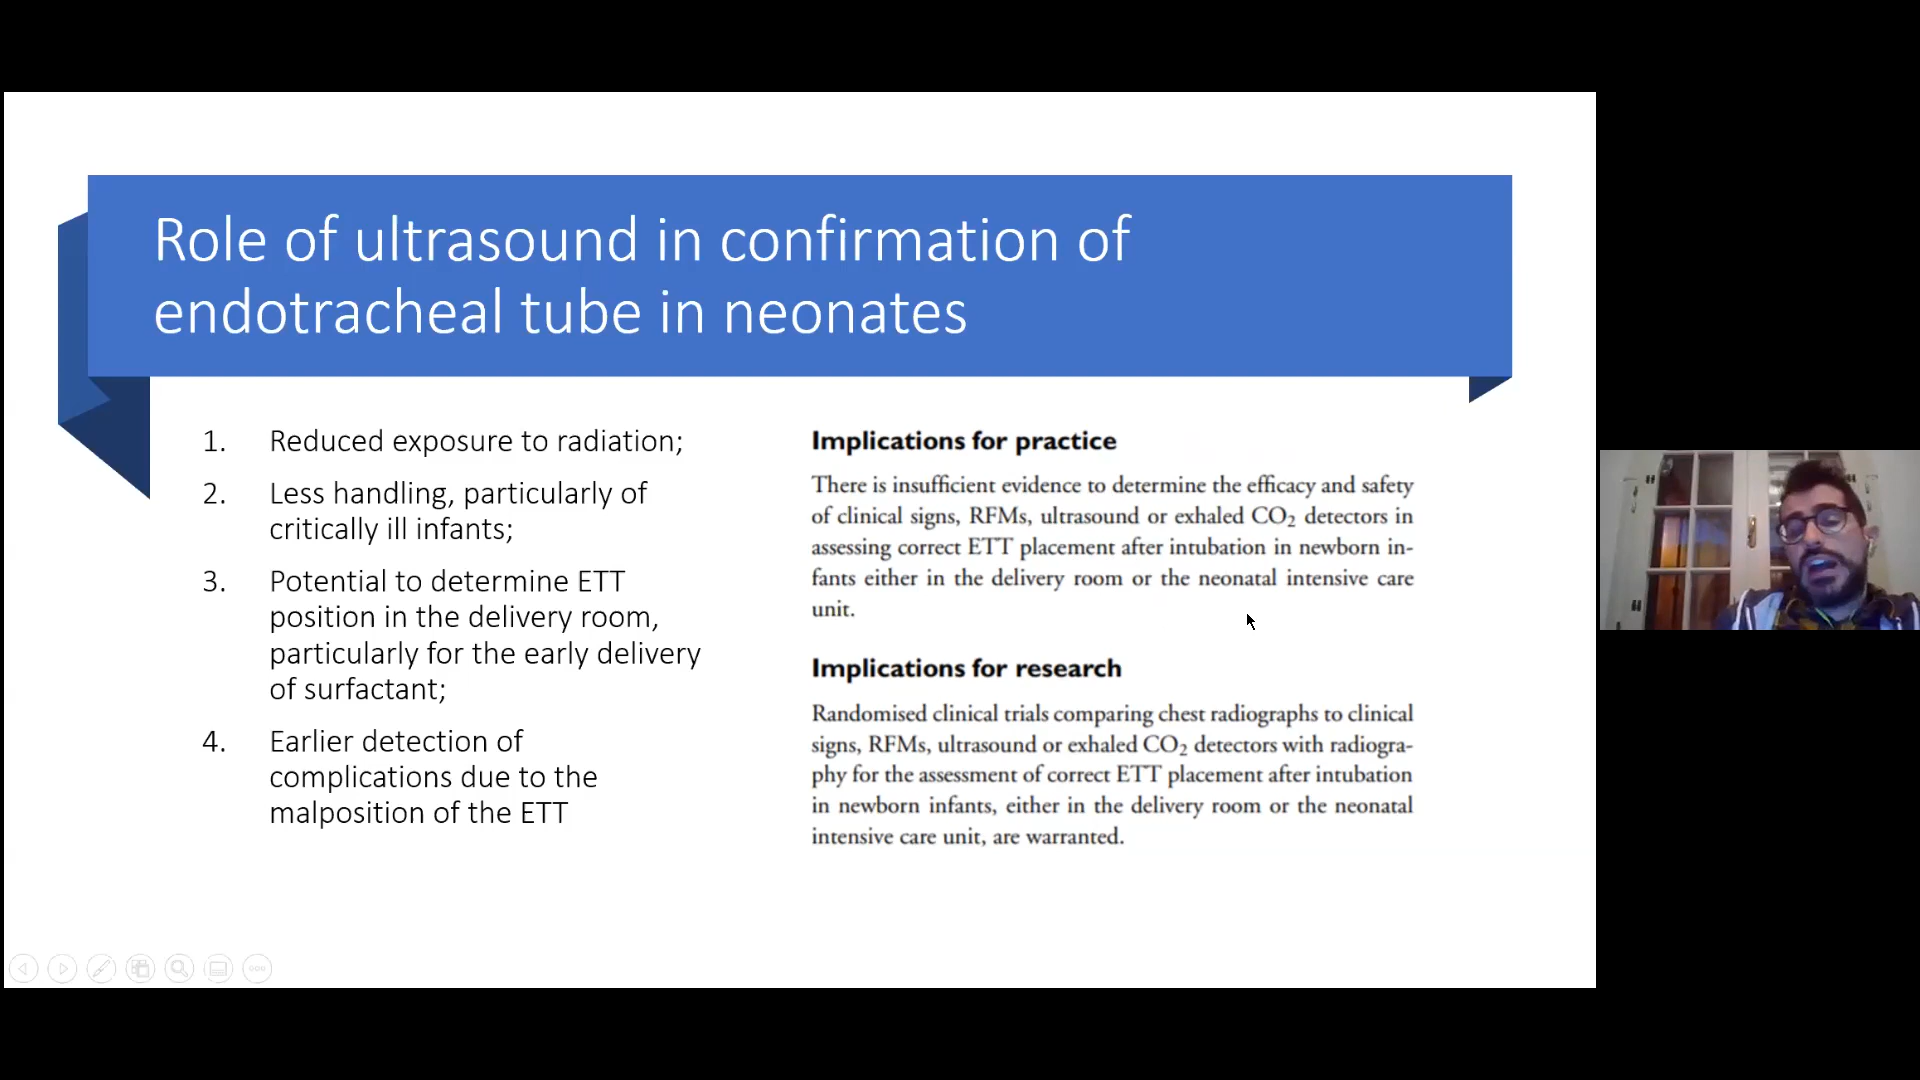 Role of ultrasound in confirmation of
endotracheal tube in neonates
1. Reduced exposure to radiation;
2. Less handling, particularly of
critically ill infants;
3. Potential to determine ETT
position in the delivery room,
particularly for the early delivery
of surfactant;
4. Earlier detection of
complications due to the
malposition of the ETT
Implications for practice
There is insufficient evidence to determine the efficacy and safety
of clinical signs, RFMs, ultrasound or exhaled CO₂ detectors in
assessing correct ETT placement after intubation in newborn in-
fants either in the delivery room or the neonatal intensive care
unit.
Implications for research
Randomised clinical trials comparing chest radiographs to clinical
signs, RFMs, ultrasound or exhaled CO₂ detectors with radiogra-
phy for the assessment of correct ETT placement after intubation
in newborn infants, either in the delivery room or the neonatal
intensive care unit, are warranted.